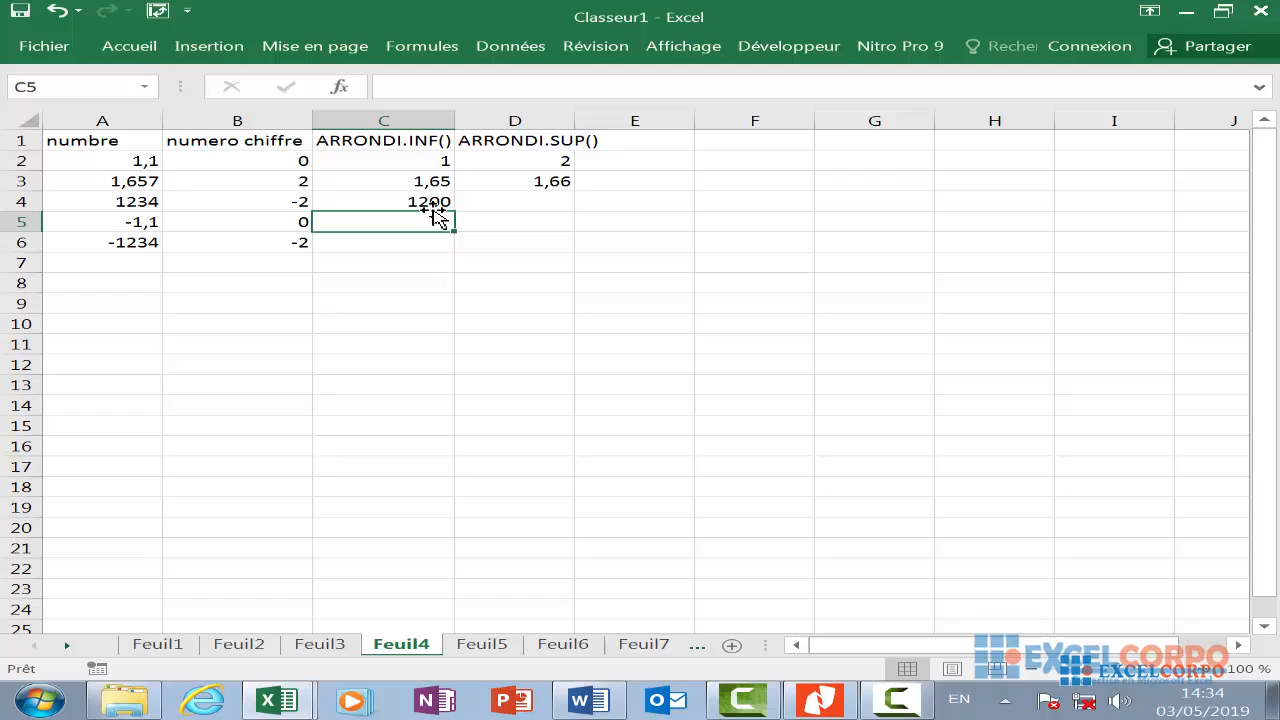 Classeur1 - Excel
Fichier Accueil Insertion Mise en page Formules Données Révision Affichage Développeur Nitro Pro 9 Recher Connexion Partager
C5 fx
A B C D E F G H I J
1 numbre numero chiffre ARRONDI.INF() ARRONDI.SUP()
2 1,1 0 1 2
3 1,657 2 1,65 1,66
4 1234 -2 1200
5 -1,1 0
6 -1234 -2
7
8
9
10
11
12
13
14
15
16
17
18
19
20
21
22
23
24
25
Feuil1 Feuil2 Feuil3 Feuil4 Feuil5 Feuil6 Feuil7 ...
EXCELCORPO
Prêt EXCELCORPO 100 %
EN 14:34
03/05/2019